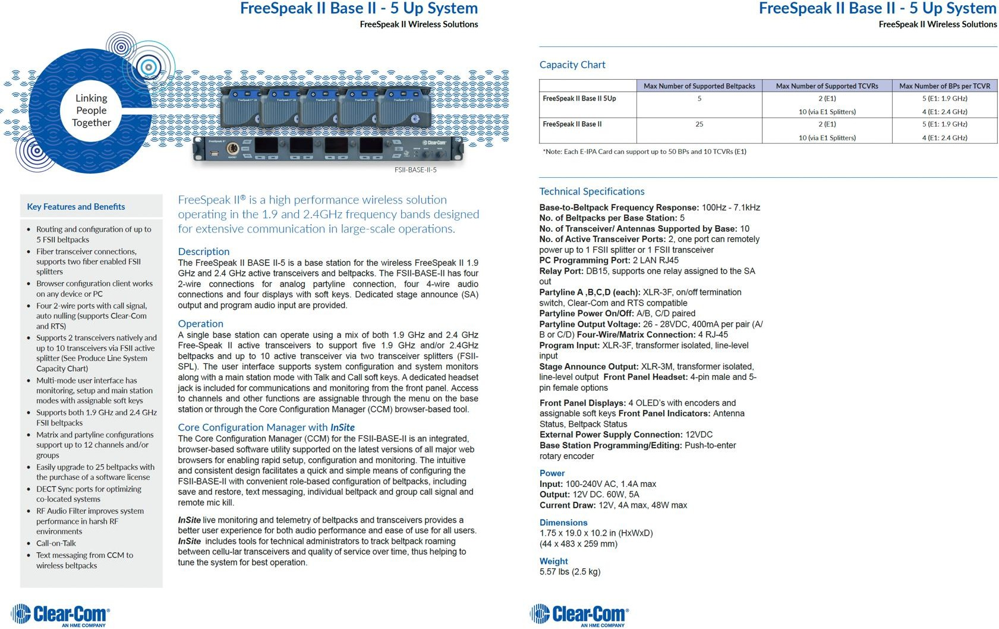 FreeSpeak II Base II - 5 Up System
FreeSpeak II Wireless Solutions
Linking
People
Together
FreeSpeak II
Clear-Com
FSII-BASE-II-5
Key Features and Benefits
• Routing and configuration of up to
5 FSII beltpacks
• Fiber transceiver connections,
supports two fiber enabled FSII
splitters
• Browser configuration client works
on any device or PC
• Four 2-wire ports with call signal,
auto nulling (supports Clear-Com
and RTS)
• Supports 2 transceivers natively and
up to 10 transceivers via FSII active
splitter (See Produce Line System
Capacity Chart)
• Multi-mode user interface has
monitoring, setup and main station
modes with assignable soft keys
• Supports both 1.9 GHz and 2.4 GHz
FSII beltpacks
• Matrix and partyline configurations
support up to 12 channels and/or
groups
• Easily upgrade to 25 beltpacks with
the purchase of a software license
• DECT Sync ports for optimizing
co-located systems
• RF Audio Filter improves system
performance in harsh RF
environments
• Call-on-Talk
• Text messaging from CCM to
wireless beltpacks
FreeSpeak II® is a high performance wireless solution
operating in the 1.9 and 2.4GHz frequency bands designed
for extensive communication in large-scale operations.
Description
The FreeSpeak II BASE II-5 is a base station for the wireless FreeSpeak II 1.9
GHz and 2.4 GHz active transceivers and beltpacks. The FSII-BASE-II has four
2-wire connections for analog partyline connection, four 4-wire audio
connections and four displays with soft keys. Dedicated stage announce (SA)
output and program audio input are provided.
Operation
A single base station can operate using a mix of both 1.9 GHz and 2.4 GHz
Free-Speak II active transceivers to support five 1.9 GHz and/or 2.4GHz
beltpacks and up to 10 active transceiver via two transceiver splitters (FSII-
SPL). The user interface supports system configuration and system monitors
along with a main station mode with Talk and Call soft keys. A dedicated headset
jack is included for communications and monitoring from the front panel. Access
to channels and other functions are assignable through the menu on the base
station or through the Core Configuration Manager (CCM) browser-based tool.
Core Configuration Manager with InSite
The Core Configuration Manager (CCM) for the FSII-BASE-II is an integrated,
browser-based software utility supported on the latest versions of all major web
browsers for enabling rapid setup, configuration and monitoring. The intuitive
and consistent design facilitates a quick and simple means of configuring the
FSII-BASE-II with convenient role-based configuration of beltpacks, including
save and restore, text messaging, individual beltpack and group call signal and
remote mic kill.
InSite live monitoring and telemetry of beltpacks and transceivers provides a
better user experience for both audio performance and ease of use for all users.
InSite includes tools for technical administrators to track beltpack roaming
between cellu-lar transceivers and quality of service over time, thus helping to
tune the system for best operation.
Clear-Com®
AN HME COMPANY
FreeSpeak II Base II - 5 Up System
FreeSpeak II Wireless Solutions
Capacity Chart
Max Number of Supported Beltpacks Max Number of Supported TCVRs Max Number of BPs per TCVR
FreeSpeak II Base II 5Up 5 2 (E1) 5 (E1: 1.9 GHz)
10 (via E1 Splitters) 4 (E1: 2.4 GHz)
FreeSpeak II Base II 25 2 (E1) 5 (E1: 1.9 GHz)
10 (via E1 Splitters) 4 (E1: 2.4 GHz)
*Note: Each E-IPA Card can support up to 50 BPs and 10 TCVRs (E1)
Technical Specifications
Base-to-Beltpack Frequency Response: 100Hz - 7.1kHz
No. of Beltpacks per Base Station: 5
No. of Transceiver/ Antennas Supported by Base: 10
No. of Active Transceiver Ports: 2, one port can remotely
power up to 1 FSII splitter or 1 FSII transceiver
PC Programming Port: 2 LAN RJ45
Relay Port: DB15, supports one relay assigned to the SA
out
Partyline A ,B,C,D (each): XLR-3F, on/off termination
switch, Clear-Com and RTS compatible
Partyline Power On/Off: A/B, C/D paired
Partyline Output Voltage: 26 - 28VDC, 400mA per pair (A/
B or C/D) Four-Wire/Matrix Connection: 4 RJ-45
Program Input: XLR-3F, transformer isolated, line-level
input
Stage Announce Output: XLR-3M, transformer isolated,
line-level output Front Panel Headset: 4-pin male and 5-
pin female options
Front Panel Displays: 4 OLED's with encoders and
assignable soft keys Front Panel Indicators: Antenna
Status, Beltpack Status
External Power Supply Connection: 12VDC
Base Station Programming/Editing: Push-to-enter
rotary encoder
Power
Input: 100-240V AC, 1.4A max
Output: 12V DC. 60W, 5A
Current Draw: 12V, 4A max, 48W max
Dimensions
1.75 x 19.0 x 10.2 in (HxWxD)
(44 x 483 x 259 mm)
Weight
5.57 lbs (2.5 kg)
Clear-Com®
AN HME COMPANY